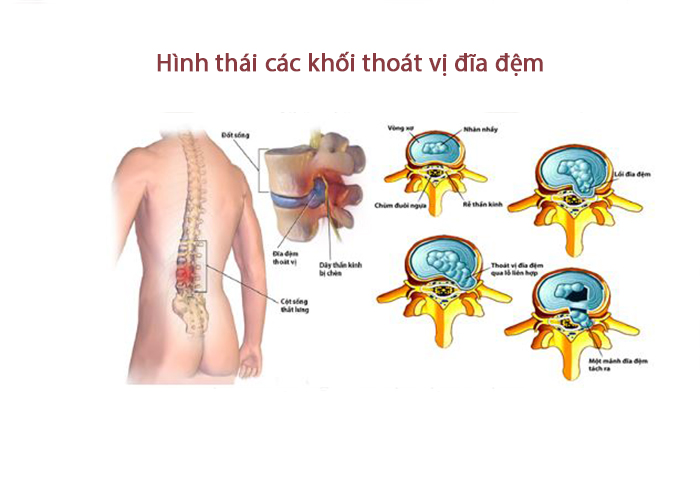 Hình thái các khối thoát vị đĩa đệm
Đốt sống
Đĩa đệm
thoát vị
Dây thần kinh
bị chèn
Cột sống
thắt lưng
Vòng xơ
Nhân nhầy
Chùm đuôi ngựa
Rễ thần kinh
Lồi đĩa đệm
Thoát vị đĩa đệm
qua lỗ liên hợp
Một mảnh đĩa đệm
tách ra